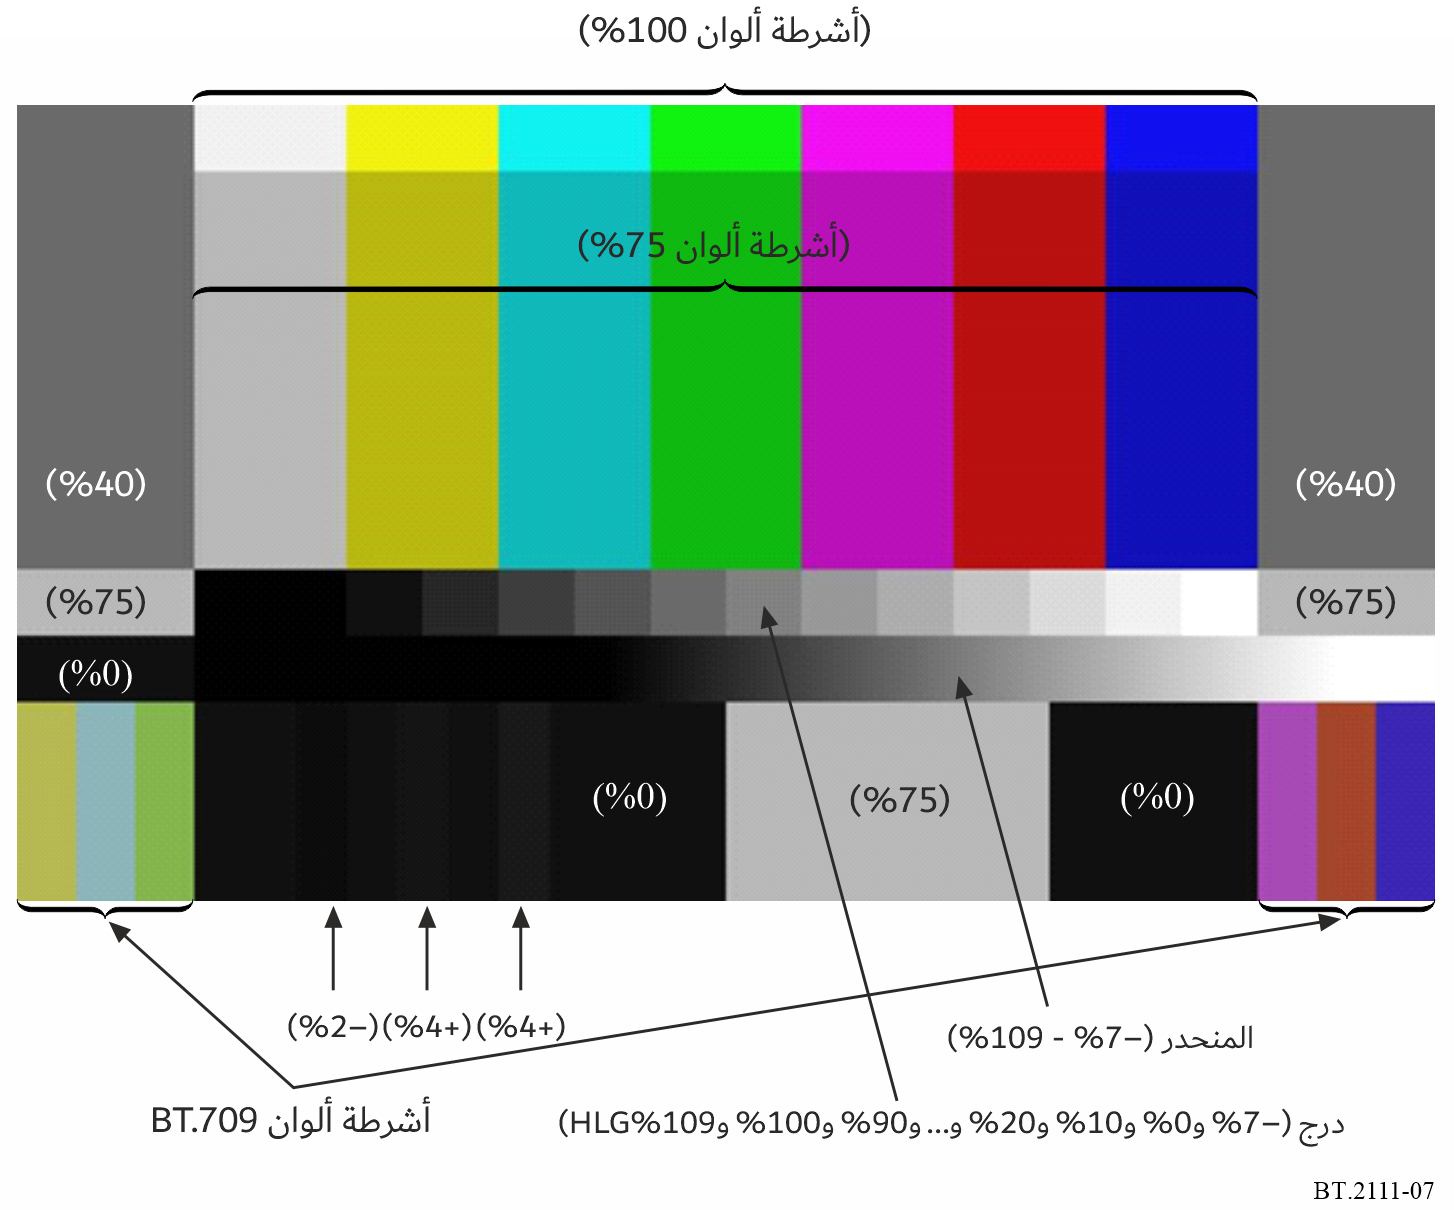 (أشرطة ألوان 100%)
(أشرطة ألوان 75%)
(%40)
(%40)
(%75)
(%75)
(%0)
(%0)
(%75)
(%0)
(%2–)
(%4+)
(%4+)
المنحدر (–7% - 109%)
أشرطة ألوان BT.709
درج (–7% و0% و10% و20% و... و90% و100% و109%HLG)
BT.2111-07